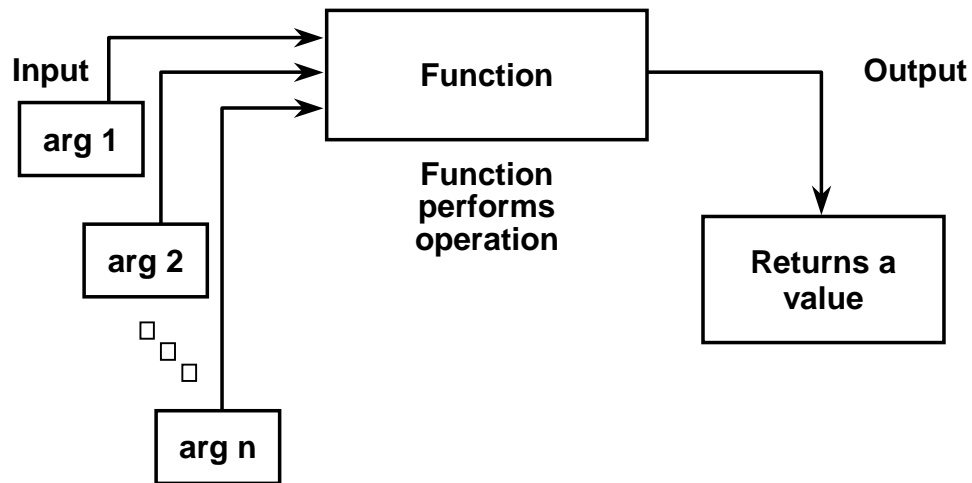 Input
arg 1
arg 2
arg n
Function
Function
performs
operation
Output
Returns a
value